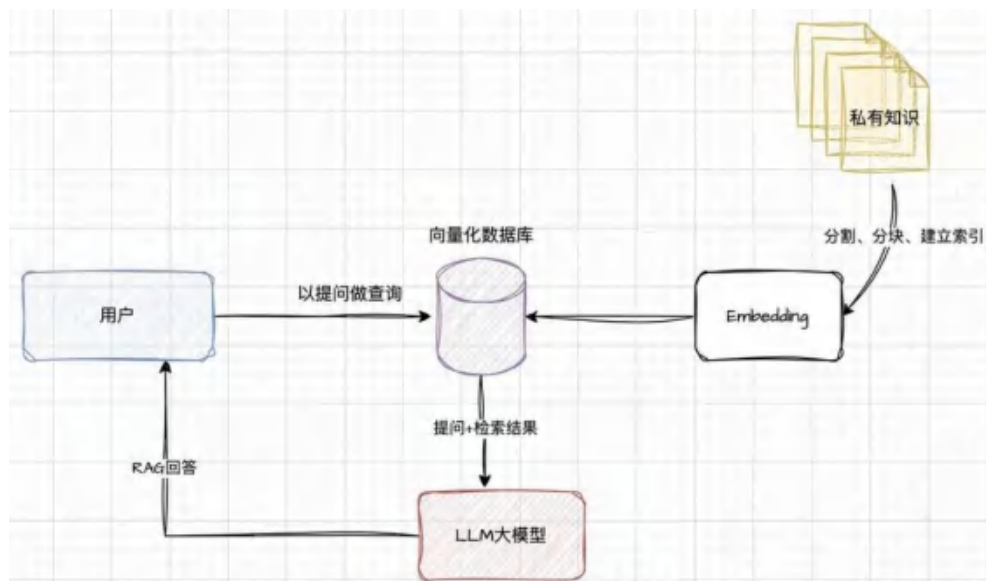 私有知识
分割、分块、建立索引
向量化数据库
以提问做查询
用户
Embedding
提问+检索结果
RAG回答
LLM大模型